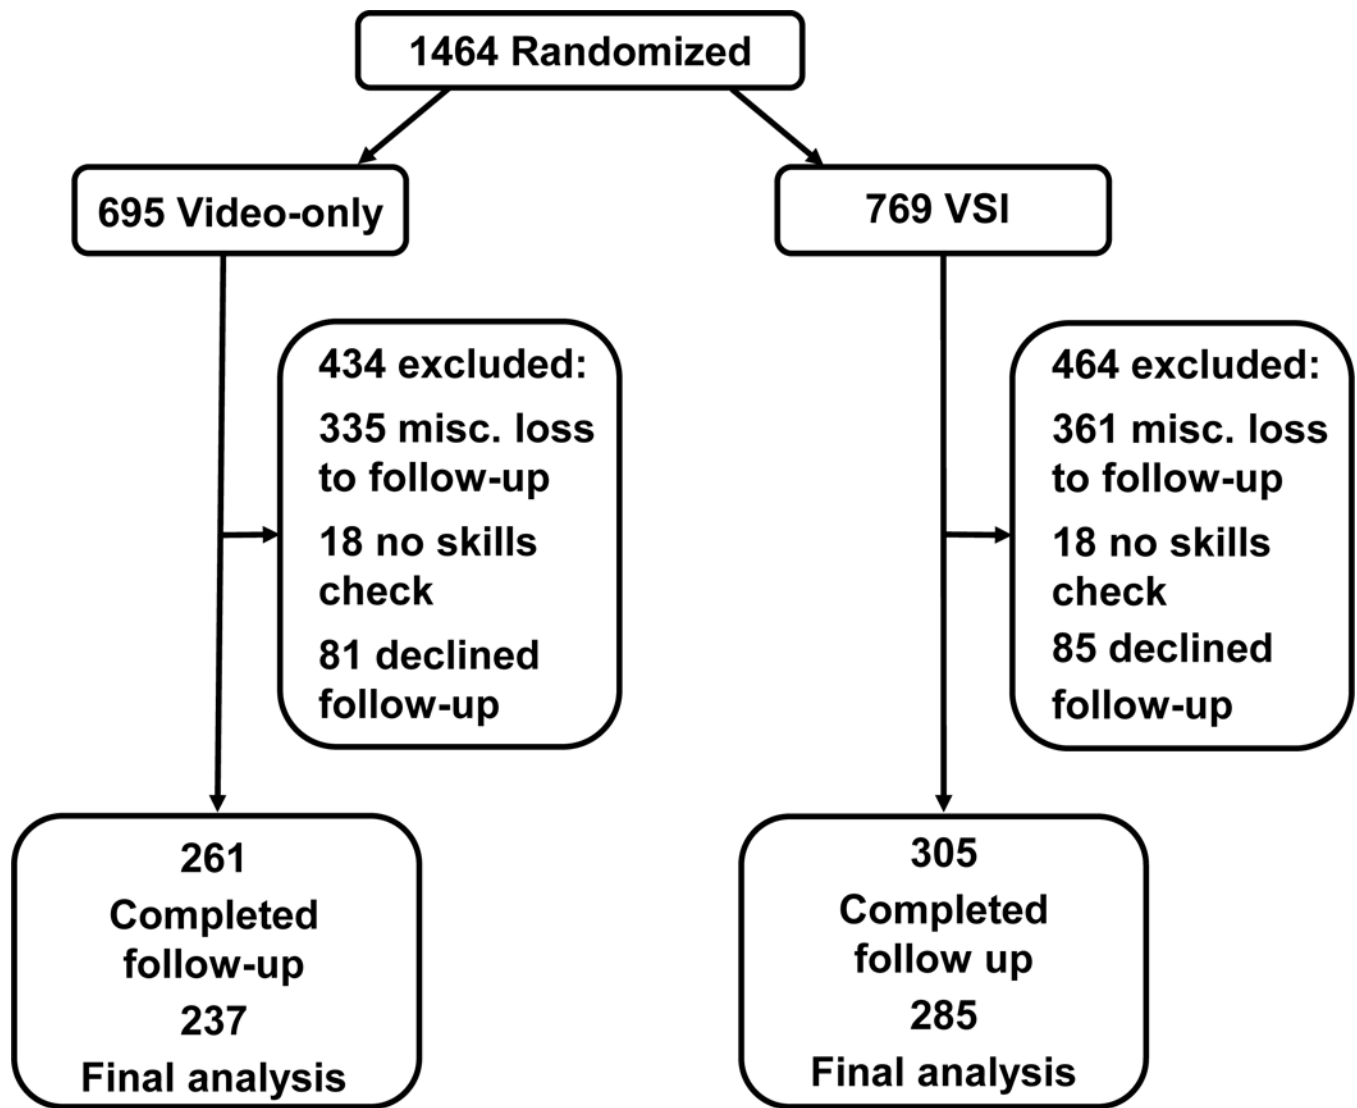 1464 Randomized
695 Video-only
769 VSI
434 excluded:
335 misc. loss
to follow-up
18 no skills
check
81 declined
follow-up
464 excluded:
361 misc. loss
to follow-up
18 no skills
check
85 declined
follow-up
261
Completed
follow-up
237
Final analysis
305
Completed
follow up
285
Final analysis